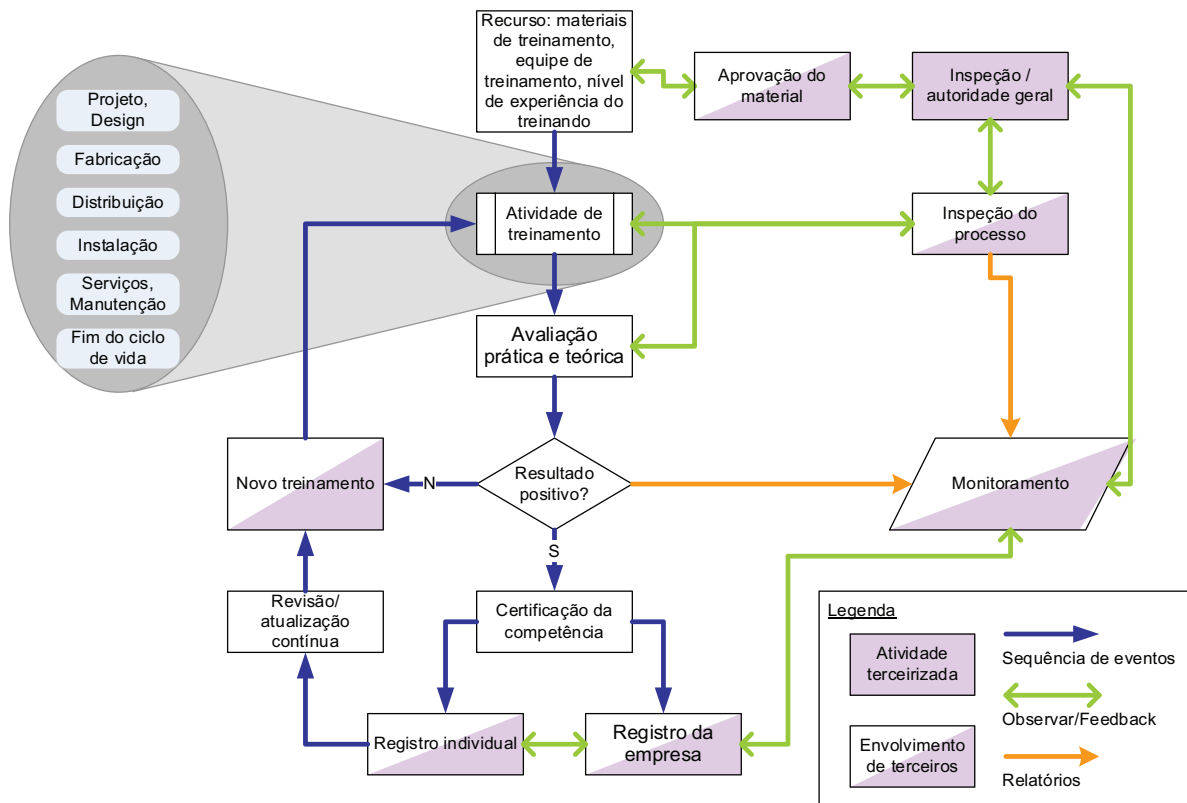 Projeto,
Design
Fabricação
Distribuição
Instalação
Serviços,
Manutenção
Fim do ciclo
de vida
Recurso: materiais
de treinamento,
equipe de
treinamento, nível
de experiência do
treinando
Aprovação do
material
Inspeção /
autoridade geral
Atividade de
treinamento
Inspeção do
processo
Avaliação
prática e teórica
Novo treinamento
N
Resultado
positivo?
Monitoramento
S
Revisão/
atualização
contínua
Certificação da
competência
Registro individual
Registro da
empresa
Legenda
Atividade
terceirizada
Sequência de eventos
Observar/Feedback
Envolvimento
de terceiros
Relatórios